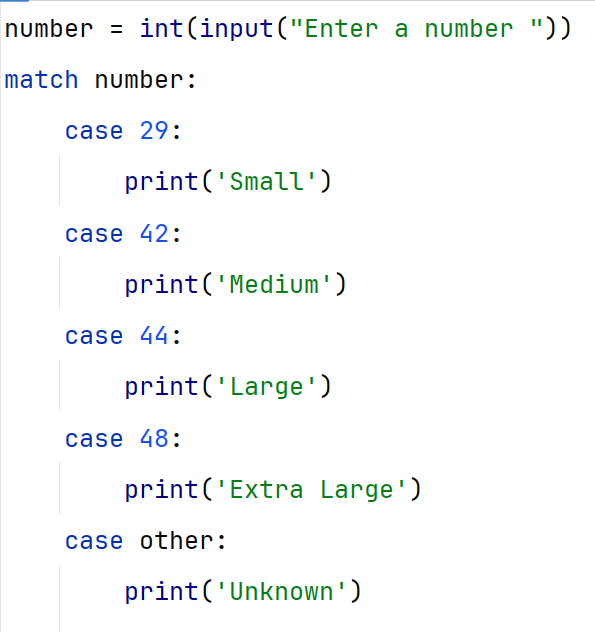 number = int(input("Enter a number "))
match number:
    case 29:
        print('Small')
    case 42:
        print('Medium')
    case 44:
        print('Large')
    case 48:
        print('Extra Large')
    case other:
        print('Unknown')